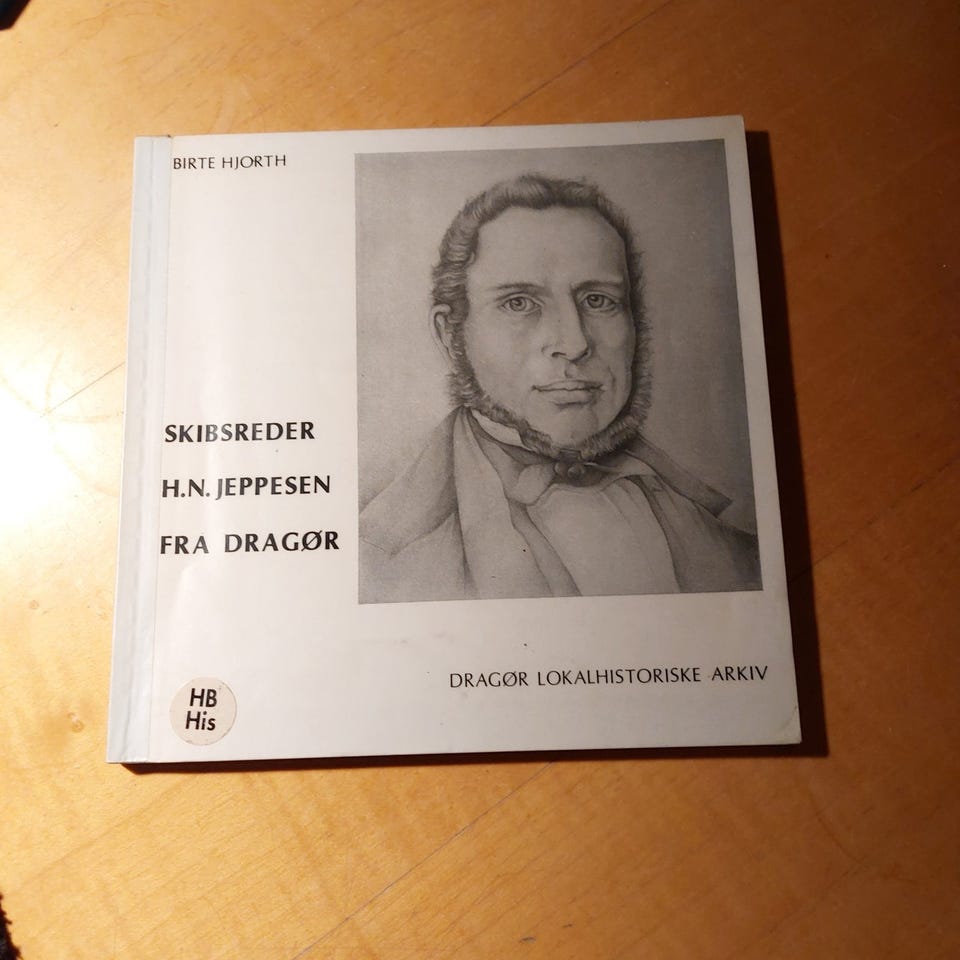 BIRTE HJORTH
SKIBSREDER
H.N. JEPPESEN
FRA DRAGØR
DRAGØR LOKALHISTORISKE ARKIV
HB
His